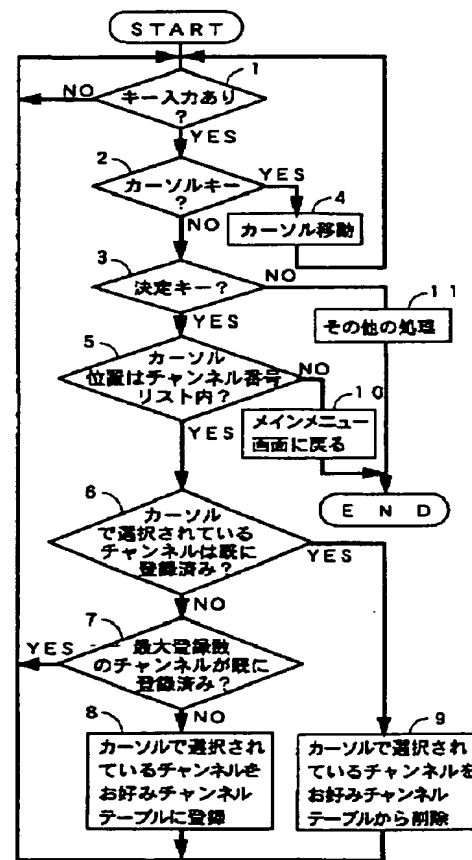 START
1
キー入力あり
?
NO
YES
2
カーソルキー
?
YES
NO
4
カーソル移動
3
決定キー?
NO
YES
11
その他の処理
5
カーソル
位置はチャンネル番号
リスト内?
NO
YES
10
メインメニュー
画面に戻る
END
6
カーソル
で選択されている
チャンネルは既に
登録済み?
YES
NO
7
最大登録数
のチャンネルが既に
登録済み?
YES
NO
8
カーソルで選択され
ているチャンネルを
お好みチャンネル
テーブルに登録
9
カーソルで選択され
ているチャンネルを
お好みチャンネル
テーブルから削除